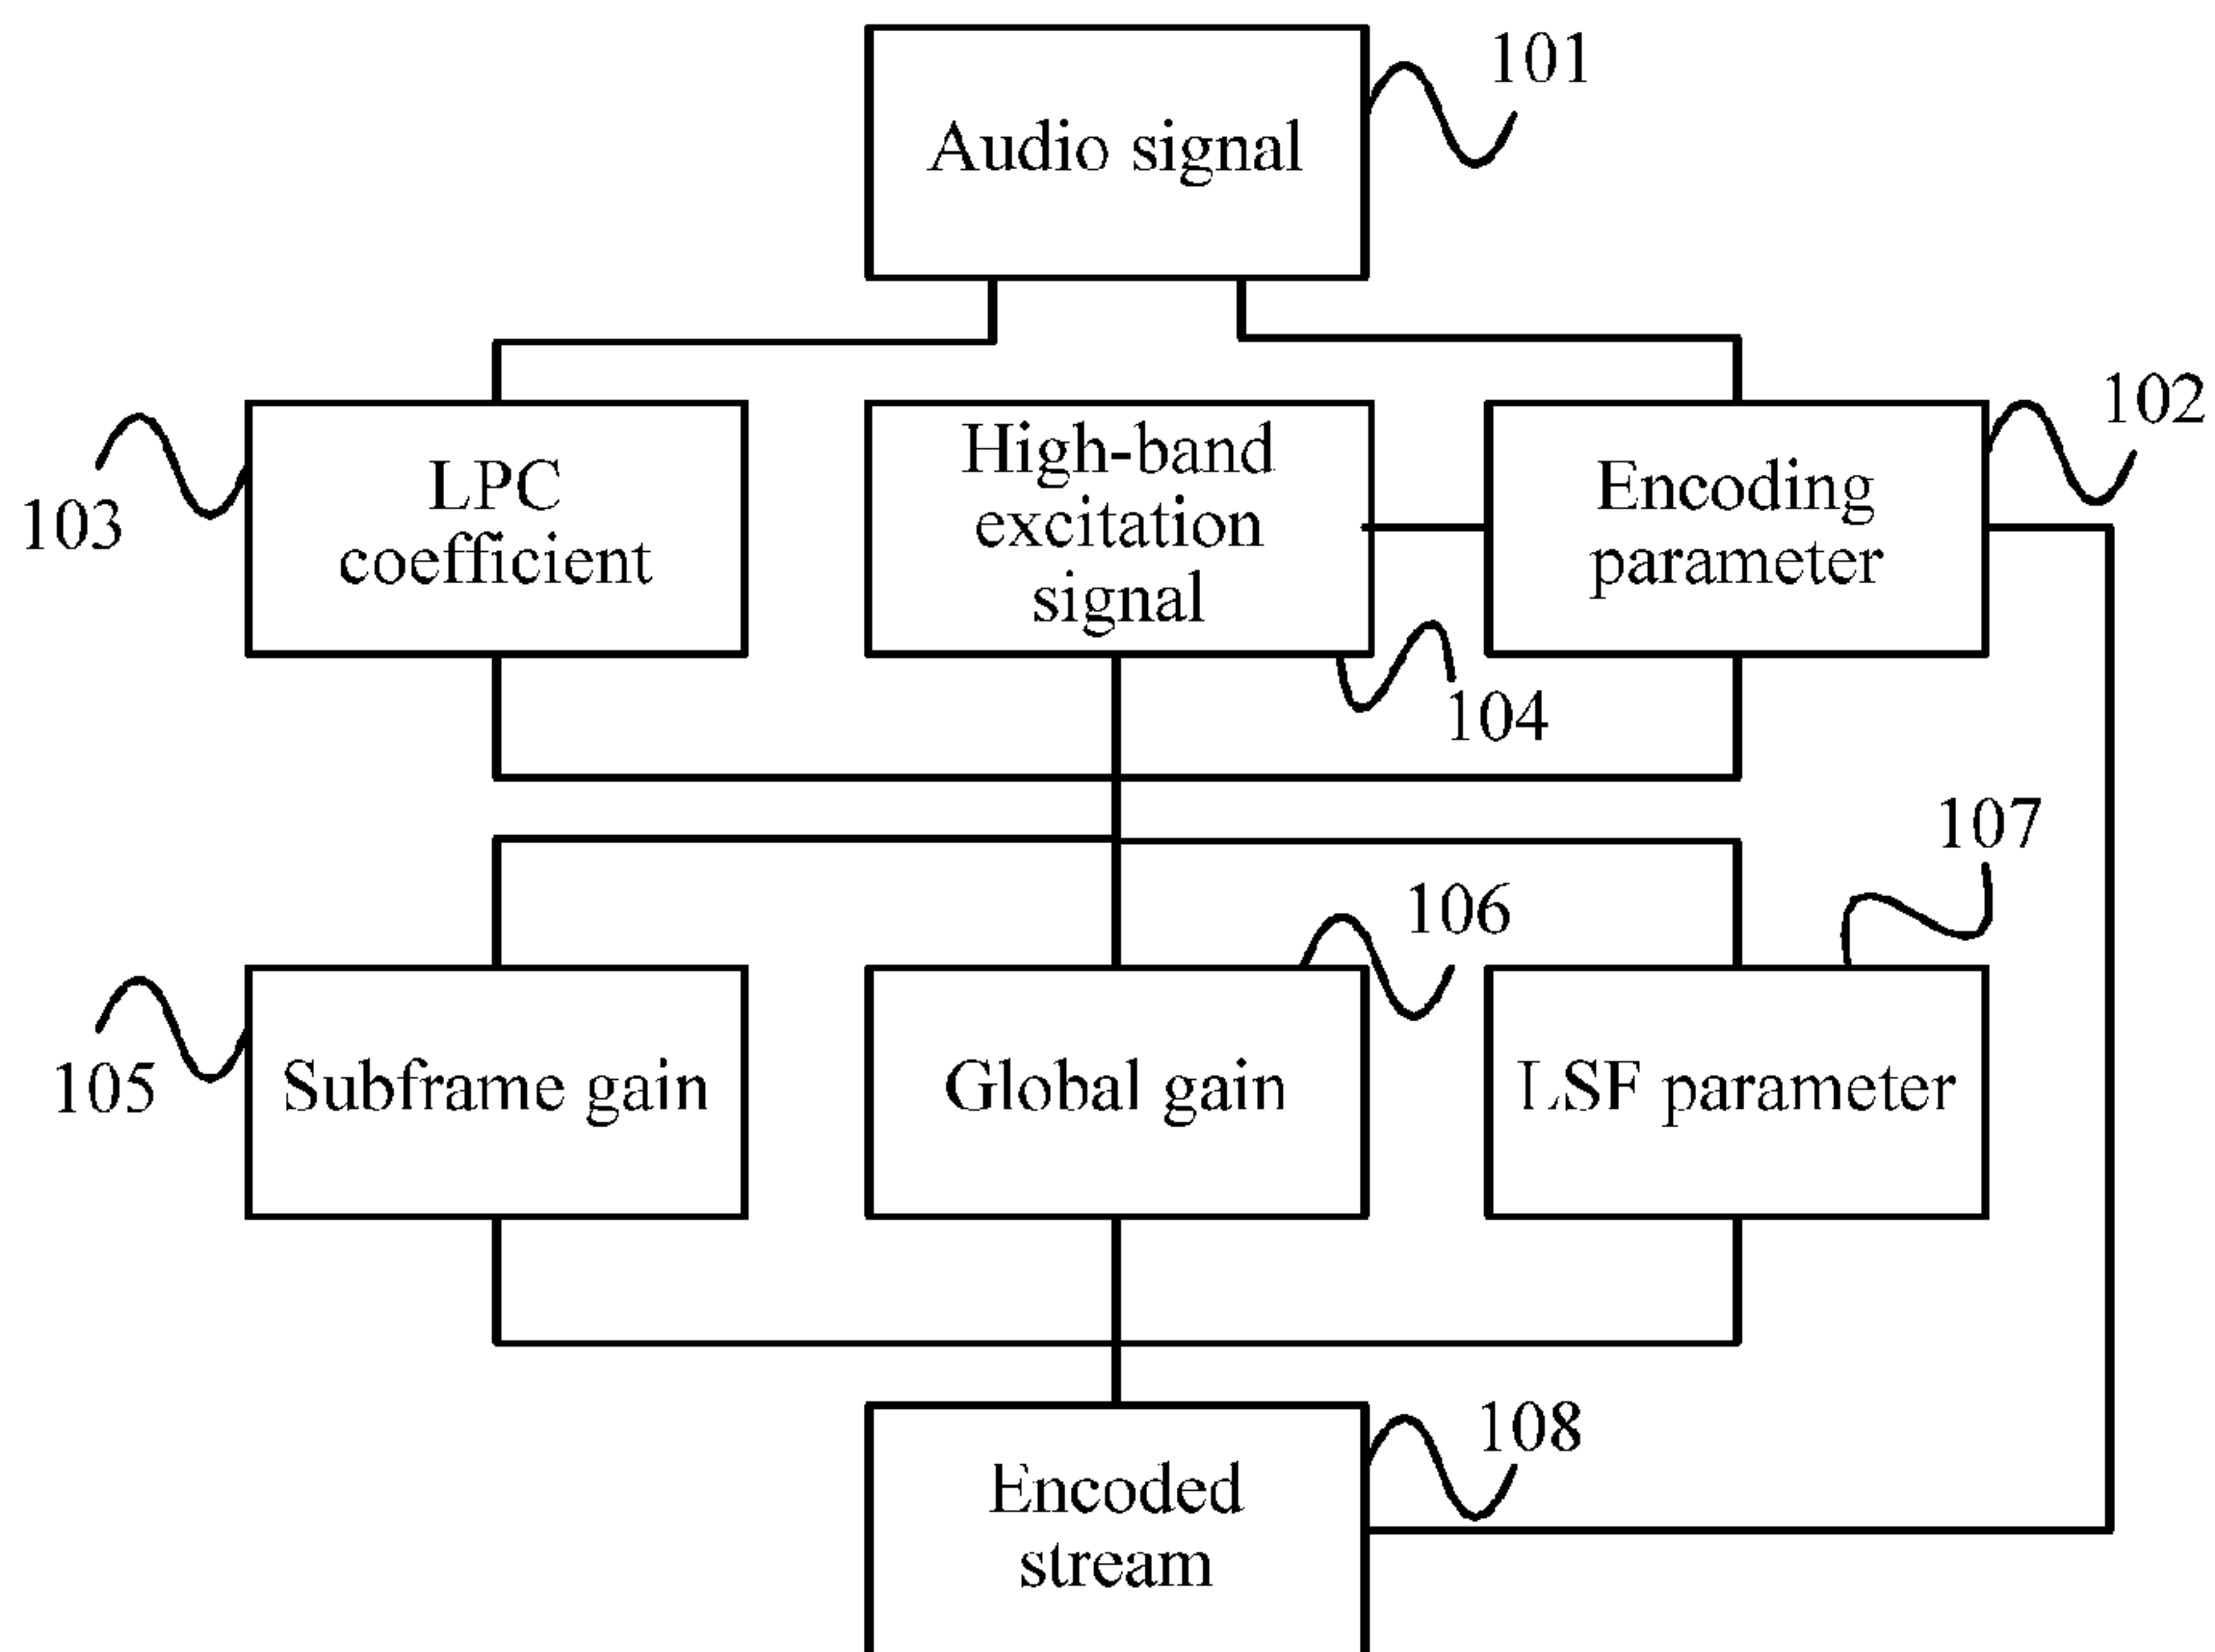 101
Audio signal
102
103
LPC
coefficient
High-band
excitation
signal
Encoding
parameter
104
107
106
105
Subframe gain
Global gain
LSF parameter
108
Encoded
stream